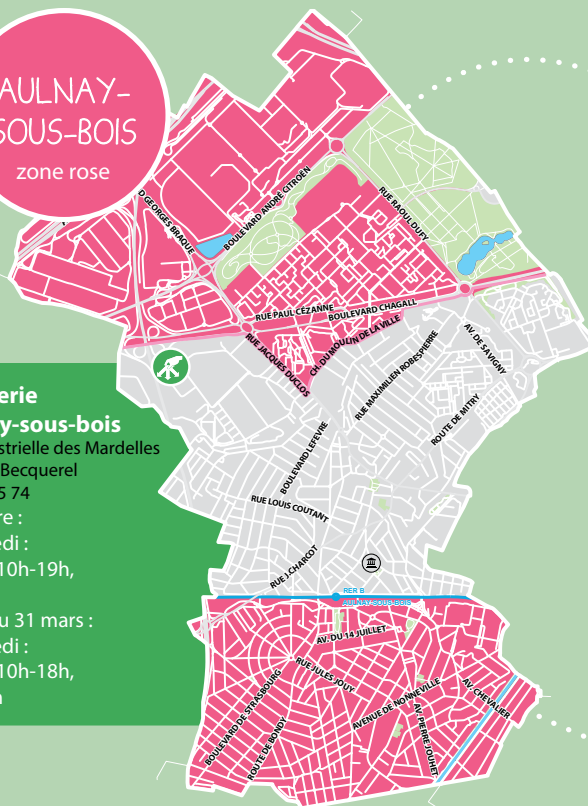 AULNAY-
SOUS-BOIS
zone rose
D GEORGES BRAQUE
BOULEVARD ANDRÉ CITROËN
RUE RAOUL DUFY
RUE PAUL CÉZANNE
BOULEVARD CHAGALL
CH. DU MOULIN DE LA VILLE
RUE JACQUES DUCLOS
RUE MAXIMILIEN ROBESPIERRE
AV. DE SAVIGNY
ROUTE DE MITRY
BOULEVARD LEFEVRE
RUE LOUIS COUTANT
RUE J.CHARCOT
RER B
AULNAY-SOUS-BOIS
AV. DU 14 JUILLET
RUE JULES JOUY
AVENUE DE NONNEVILLE
AV. CHEVALIER
AV. PIERRE JOUHET
BOULEVARD DE STRASBOURG
ROUTE DE BONDY
erie
y-sous-bois
strielle des Mardelles
Becquerel
5 74
re :
edi :
10h-19h,
u 31 mars :
edi :
10h-18h,